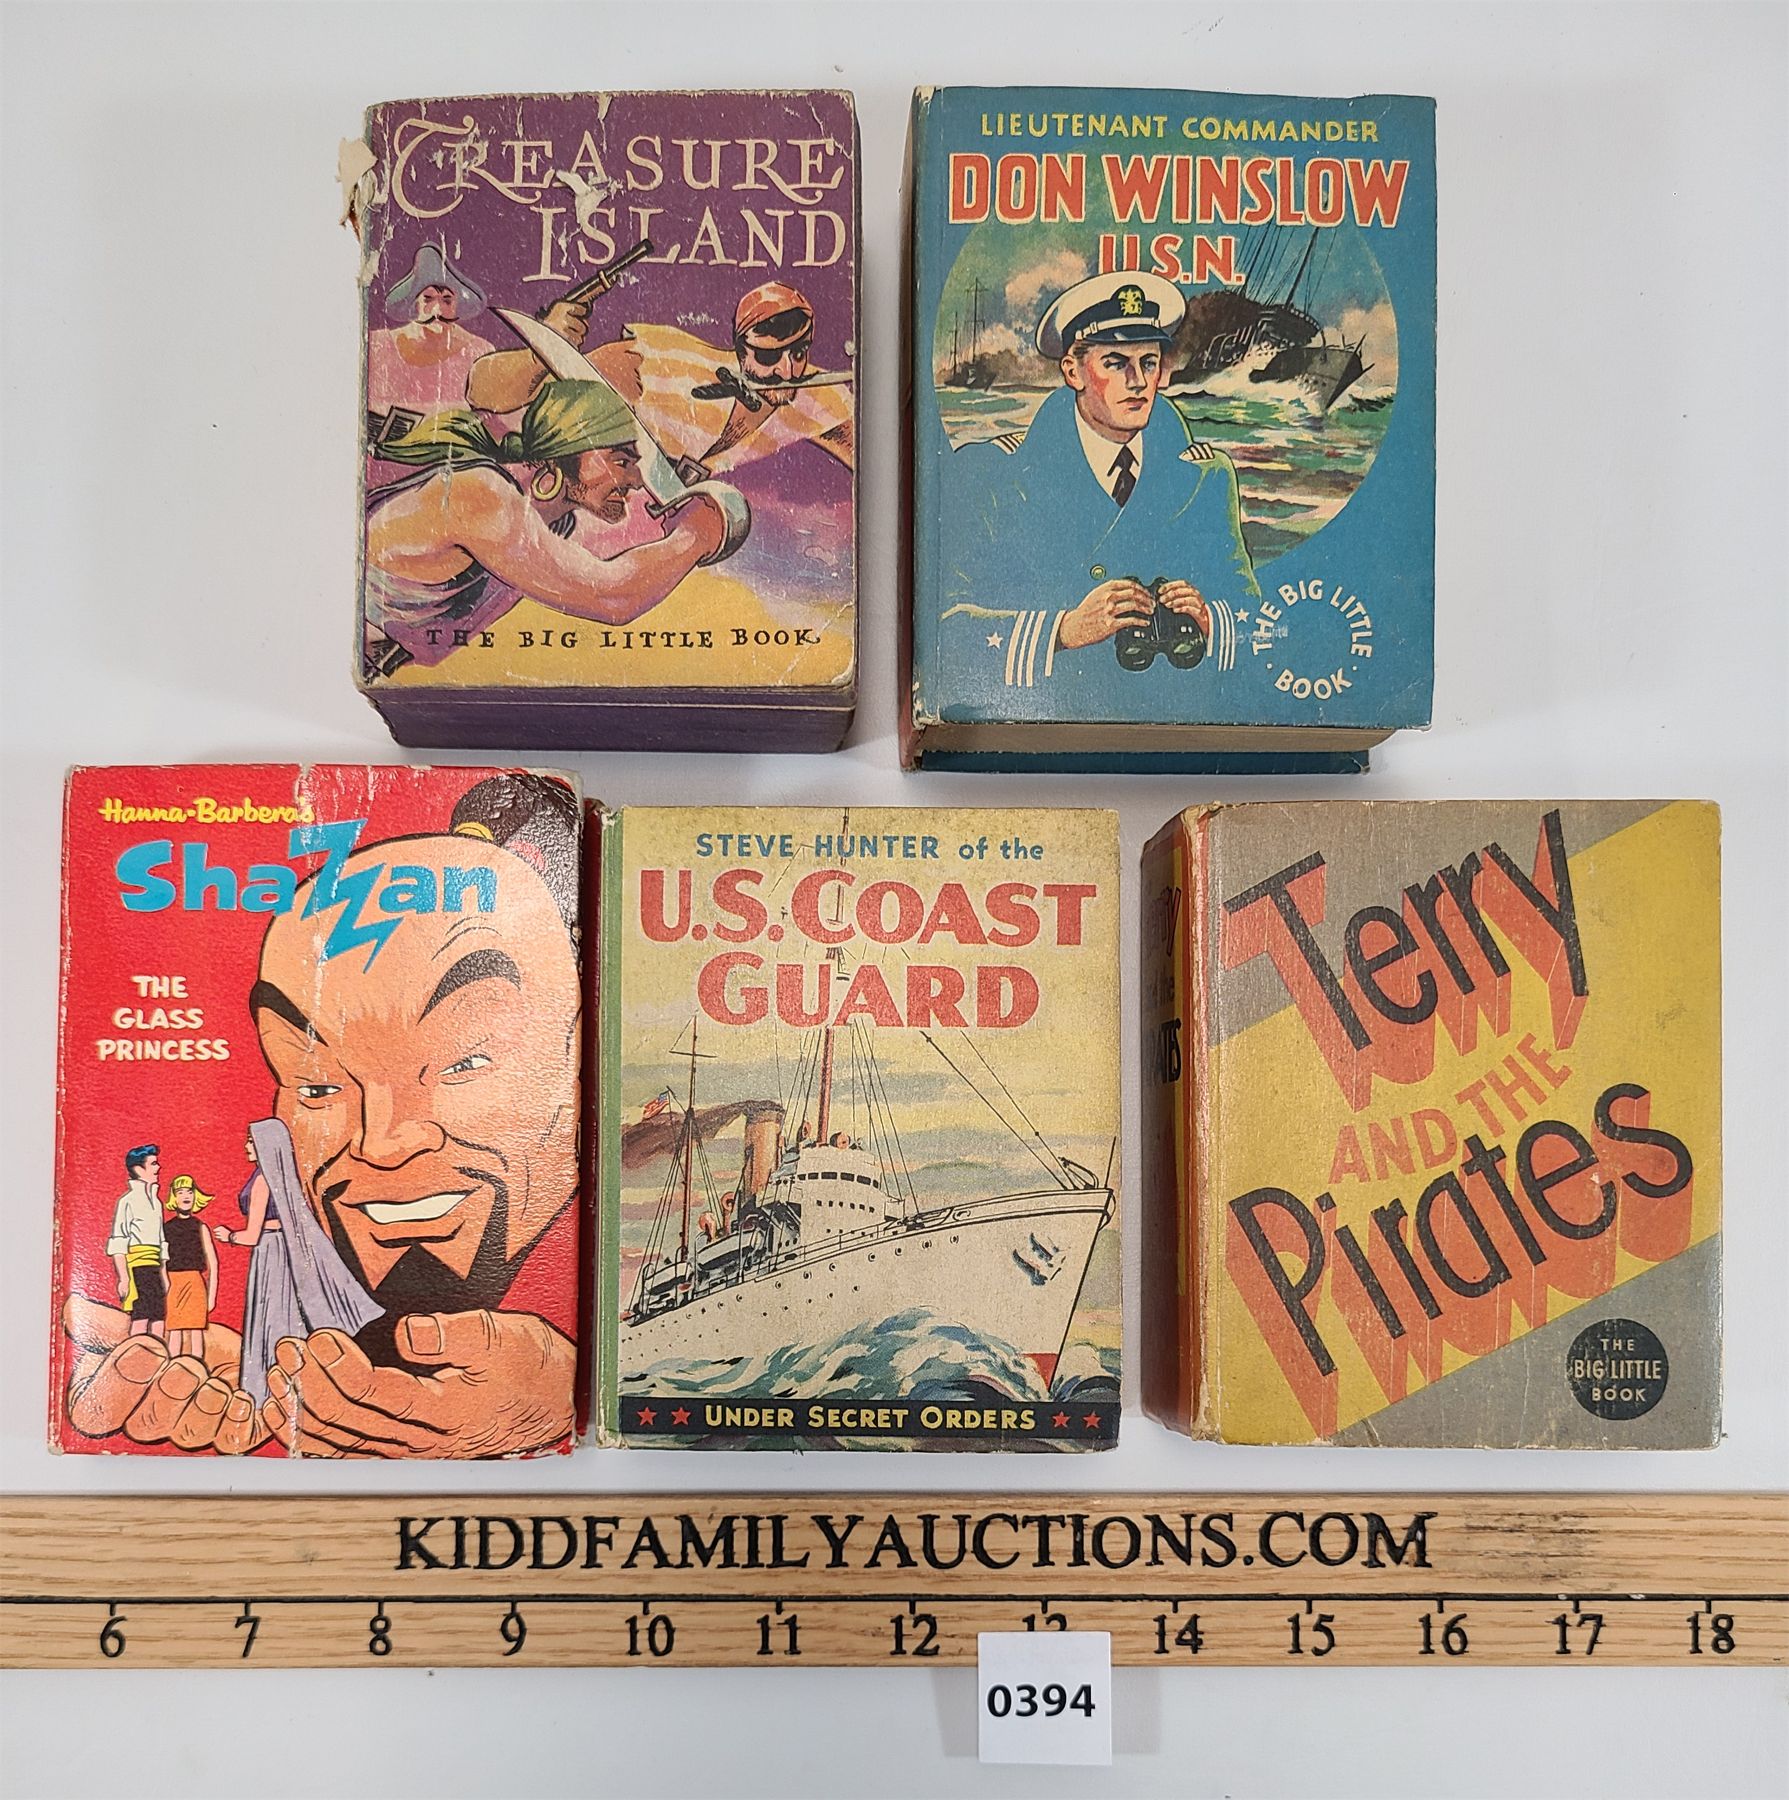 TREASURE
ISLAND
THE BIG LITTLE BOOK
LIEUTENANT COMMANDER
DON WINSLOW
U.S.N.
THE BIG LITTLE
BOOK
Hanna-Barbera's
Shazzan
THE
GLASS
PRINCESS
STEVE HUNTER of the
U.S. COAST
GUARD
UNDER SECRET ORDERS
Terry
AND THE
Pirates
THE
BIG LITTLE
BOOK
KIDDFAMILYAUCTIONS.COM
6 7 8 9 10 11 12 13 14 15 16 17 18
0394